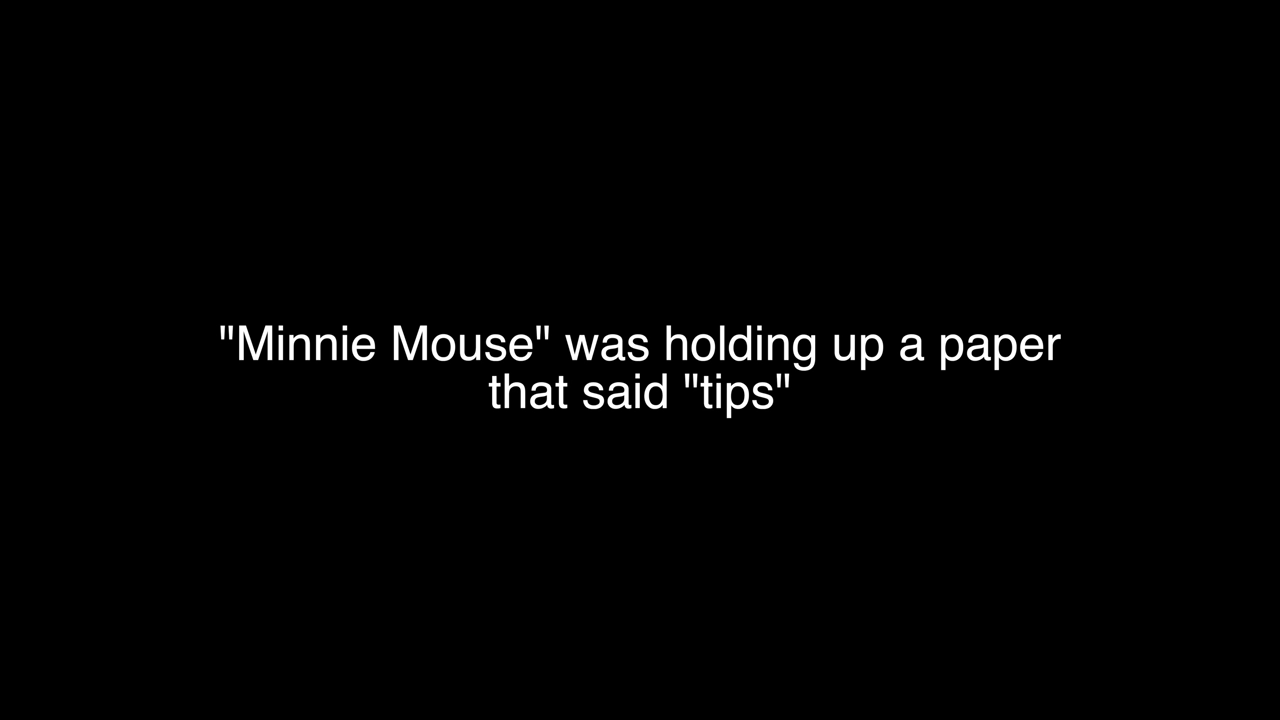 "Minnie Mouse" was holding up a paper
that said "tips"